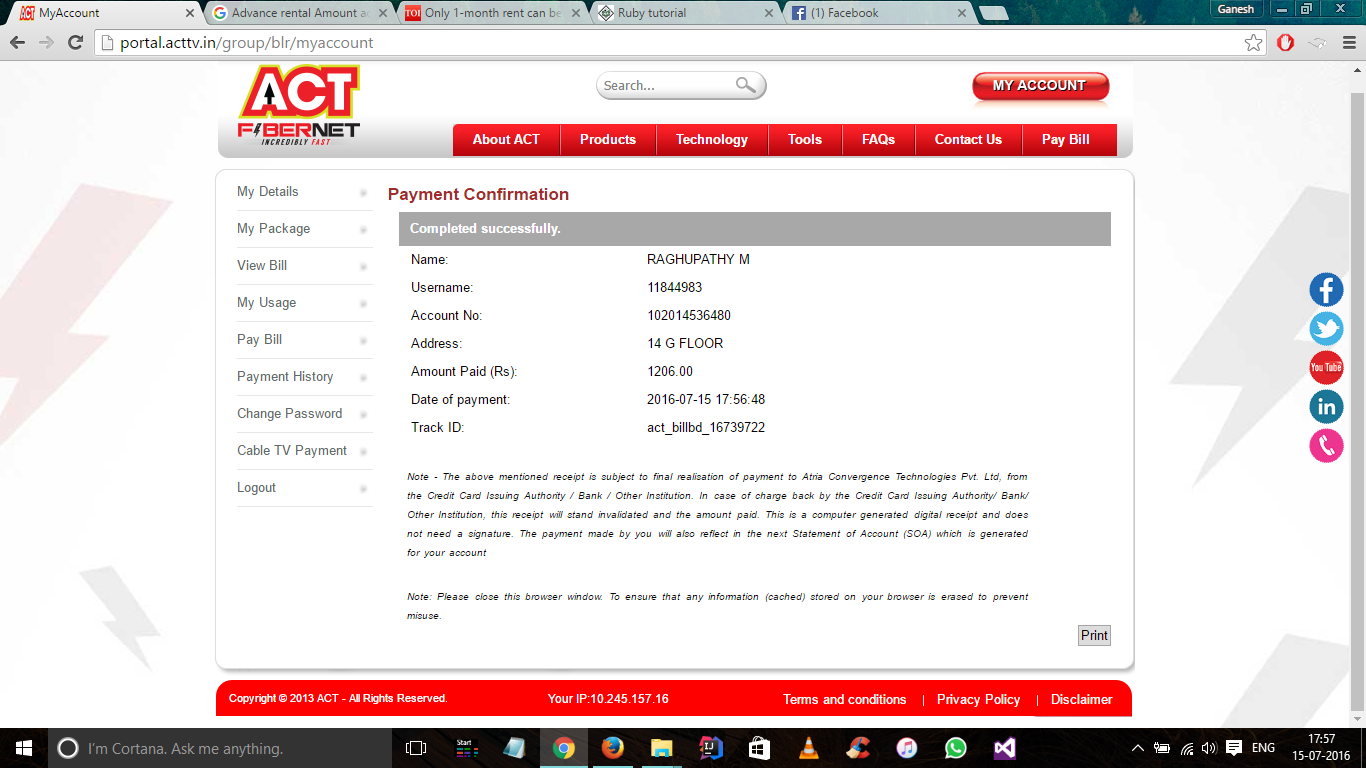 MyAccount
Advance rental Amount a
Only 1-month rent can be
Ruby tutorial
(1) Facebook
Ganesh
portal.acttv.in/group/blr/myaccount
ACT
FIBERNET
INCREDIBLY FAST
Search...
MY ACCOUNT
About ACT
Products
Technology
Tools
FAQs
Contact Us
Pay Bill
My Details
My Package
View Bill
My Usage
Pay Bill
Payment History
Change Password
Cable TV Payment
Logout
Payment Confirmation
Completed successfully.
Name: RAGHUPATHY M
Username: 11844983
Account No: 102014536480
Address: 14 G FLOOR
Amount Paid (Rs): 1206.00
Date of payment: 2016-07-15 17:56:48
Track ID: act_billbd_16739722
Note - The above mentioned receipt is subject to final realisation of payment to Atria Convergence Technologies Pvt. Ltd, from
the Credit Card Issuing Authority / Bank / Other Institution. In case of charge back by the Credit Card Issuing Authority/ Bank/
Other Institution, this receipt will stand invalidated and the amount paid. This is a computer generated digital receipt and does
not need a signature. The payment made by you will also reflect in the next Statement of Account (SOA) which is generated
for your account
Note: Please close this browser window. To ensure that any information (cached) stored on your browser is erased to prevent
misuse.
Print
You Tube
in
Copyright © 2013 ACT - All Rights Reserved.
Your IP:10.245.157.16
Terms and conditions | Privacy Policy | Disclaimer
I'm Cortana. Ask me anything.
Start
ENG
17:57
15-07-2016